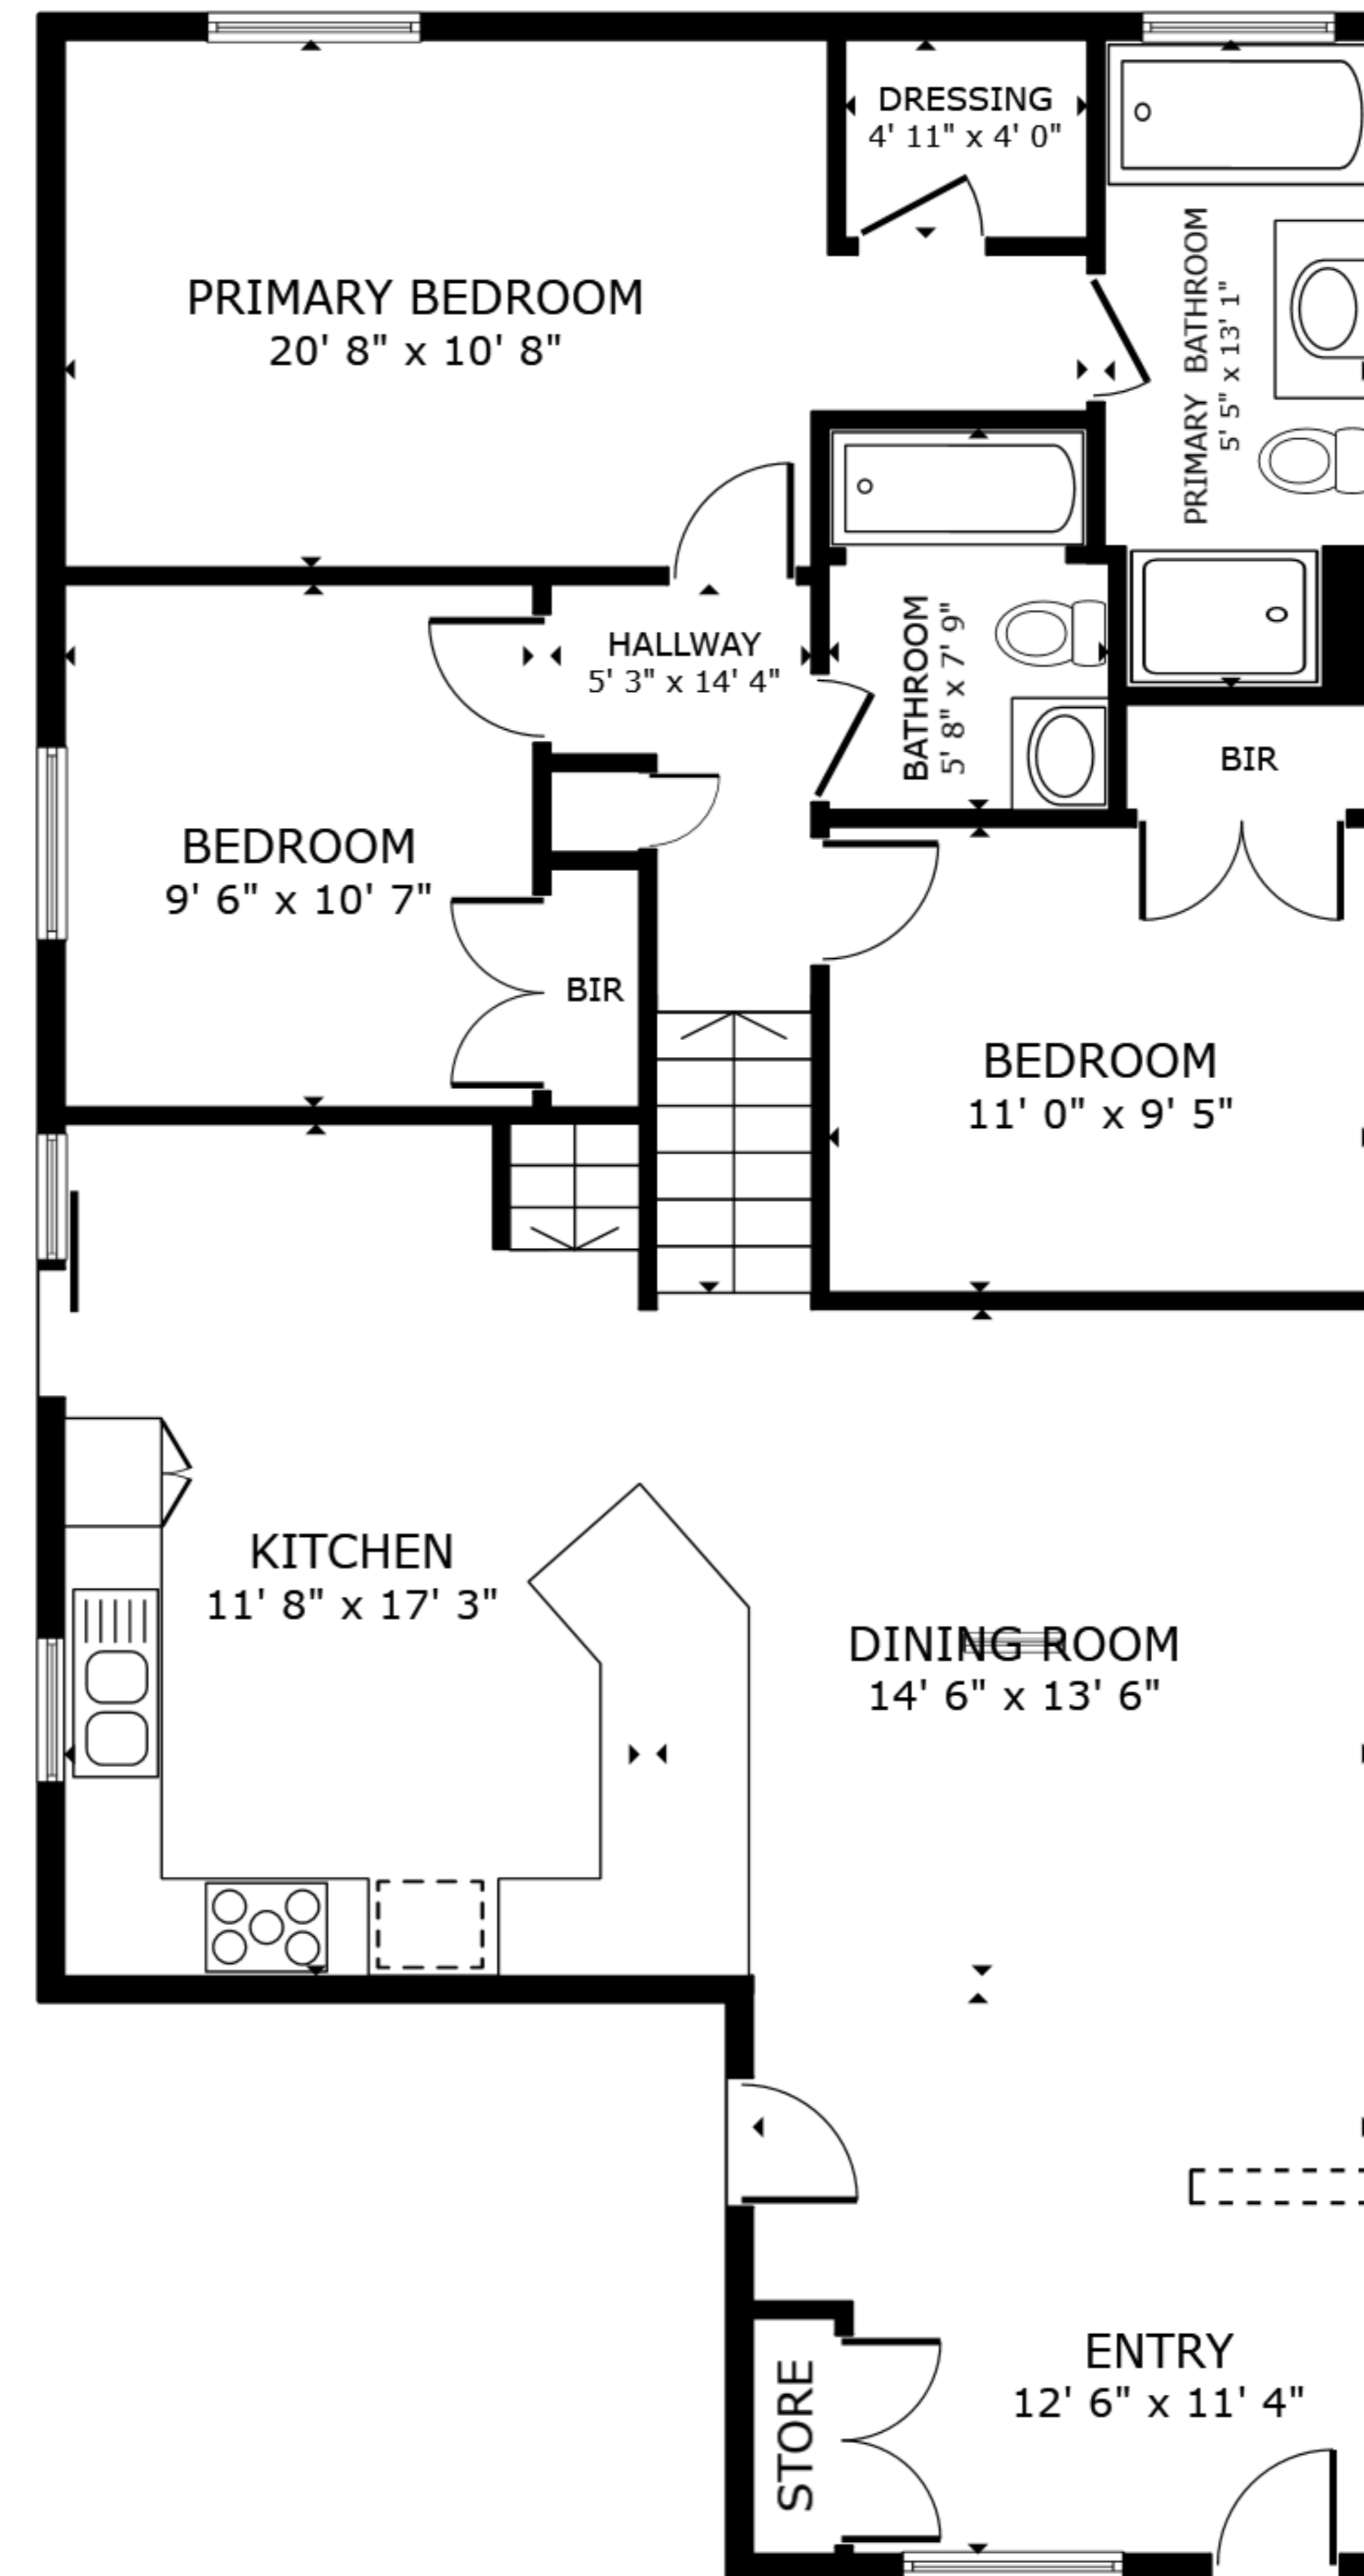 DRESSING
4' 11" x 4' 0"
PRIMARY BEDROOM
20' 8" x 10' 8"
PRIMARY BATHROOM
5' 5" x 13' 1"
HALLWAY
5' 3" x 14' 4"
BATHROOM
5' 8" x 7' 9"
BIR
BEDROOM
9' 6" x 10' 7"
BIR
BEDROOM
11' 0" x 9' 5"
KITCHEN
11' 8" x 17' 3"
DINING ROOM
14' 6" x 13' 6"
ENTRY
12' 6" x 11' 4"
STORE